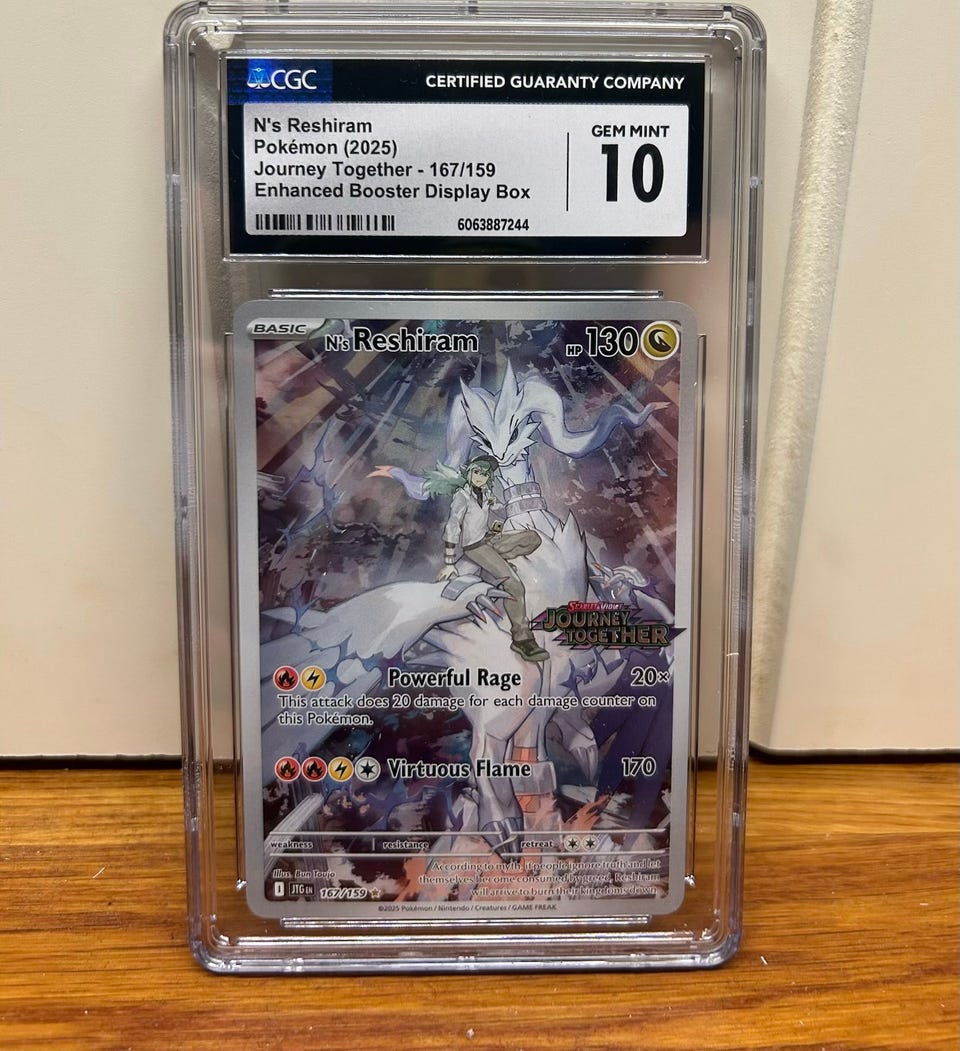 CGC
CERTIFIED GUARANTY COMPANY
N's Reshiram
Pokémon (2025)
Journey Together - 167/159
Enhanced Booster Display Box
GEM MINT
10
6063887244
BASIC
N's Reshiram
HP 130
SCARLET & VIOLET
JOURNEY
TOGETHER
Powerful Rage 20×
This attack does 20 damage for each damage counter on
this Pokémon.
Virtuous Flame 170
weakness resistance retreat
Illus. Bun Toujo
According to myth, if people ignore truth and let
themselves become consumed by greed, Reshiram
will arrive to burn their kingdoms down.
I JTG EN 167/159
©2025 Pokémon / Nintendo / Creatures / GAME FREAK